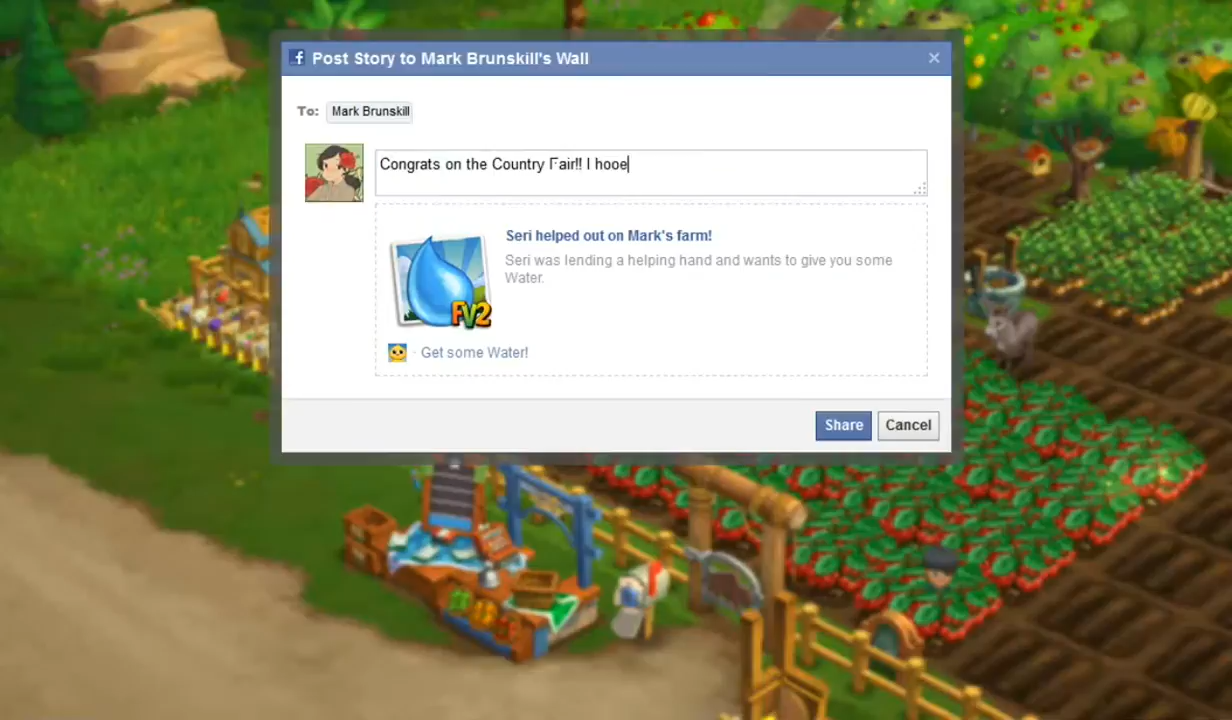 f Post Story to Mark Brunskill's Wall
To: Mark Brunskill
Congrats on the Country Fair!! I hooe
Seri helped out on Mark's farm!
Seri was lending a helping hand and wants to give you some
Water.
FV2
· Get some Water!
Share Cancel